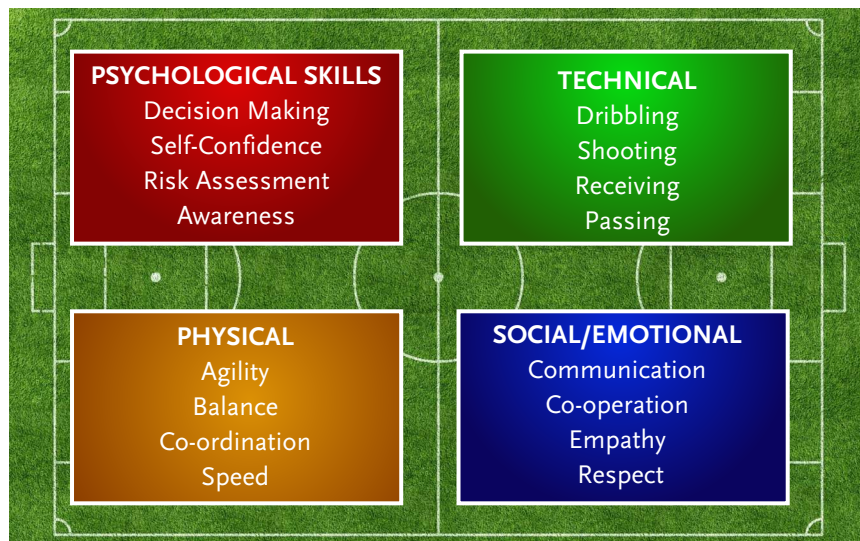 PSYCHOLOGICAL SKILLS
Decision Making
Self-Confidence
Risk Assessment
Awareness
TECHNICAL
Dribbling
Shooting
Receiving
Passing
PHYSICAL
Agility
Balance
Co-ordination
Speed
SOCIAL/EMOTIONAL
Communication
Co-operation
Empathy
Respect